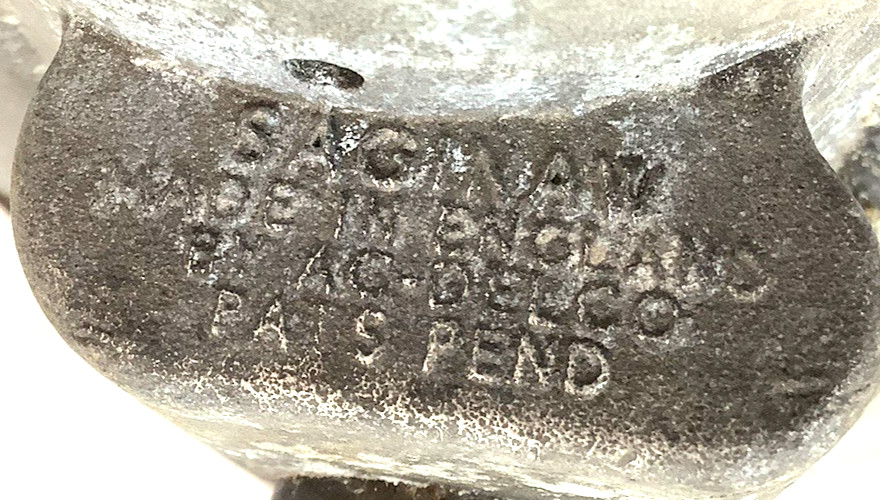 SAGINAW
MADE IN ENGLAND
BY AC-DELCO
PATS PEND